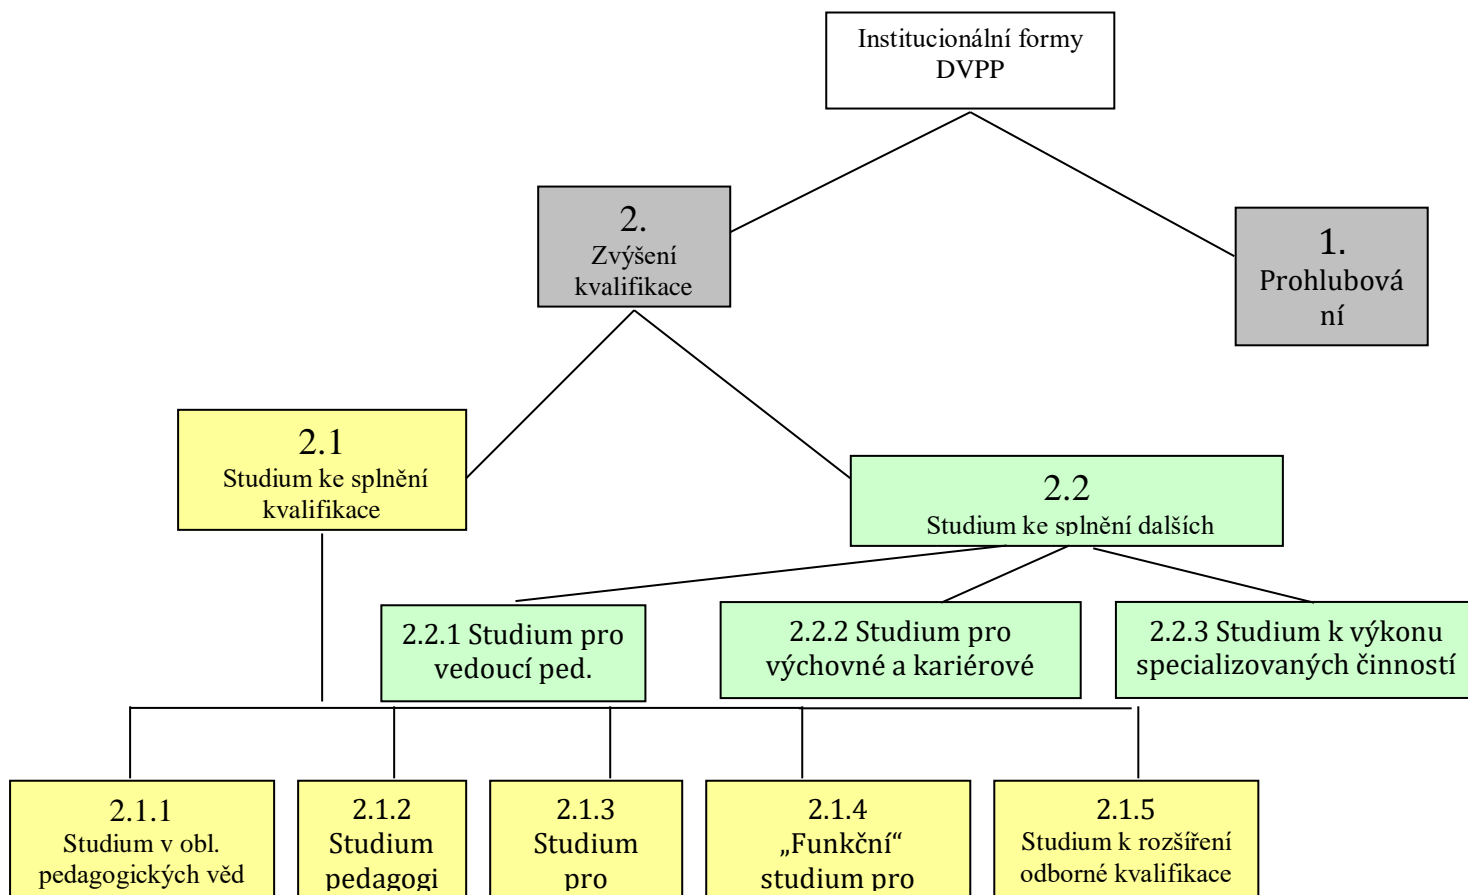 Institucionální formy
DVPP
2.
Zvýšení
kvalifikace
1.
Prohlubová
ní
2.1
Studium ke splnění
kvalifikace
2.2
Studium ke splnění dalších
2.2.1 Studium pro
vedoucí ped.
2.2.2 Studium pro
výchovné a kariérové
2.2.3 Studium k výkonu
specializovaných činností
2.1.1
Studium v obl.
pedagogických věd
2.1.2
Studium
pedagogi
2.1.3
Studium
pro
2.1.4
„Funkční“
studium pro
2.1.5
Studium k rozšíření
odborné kvalifikace